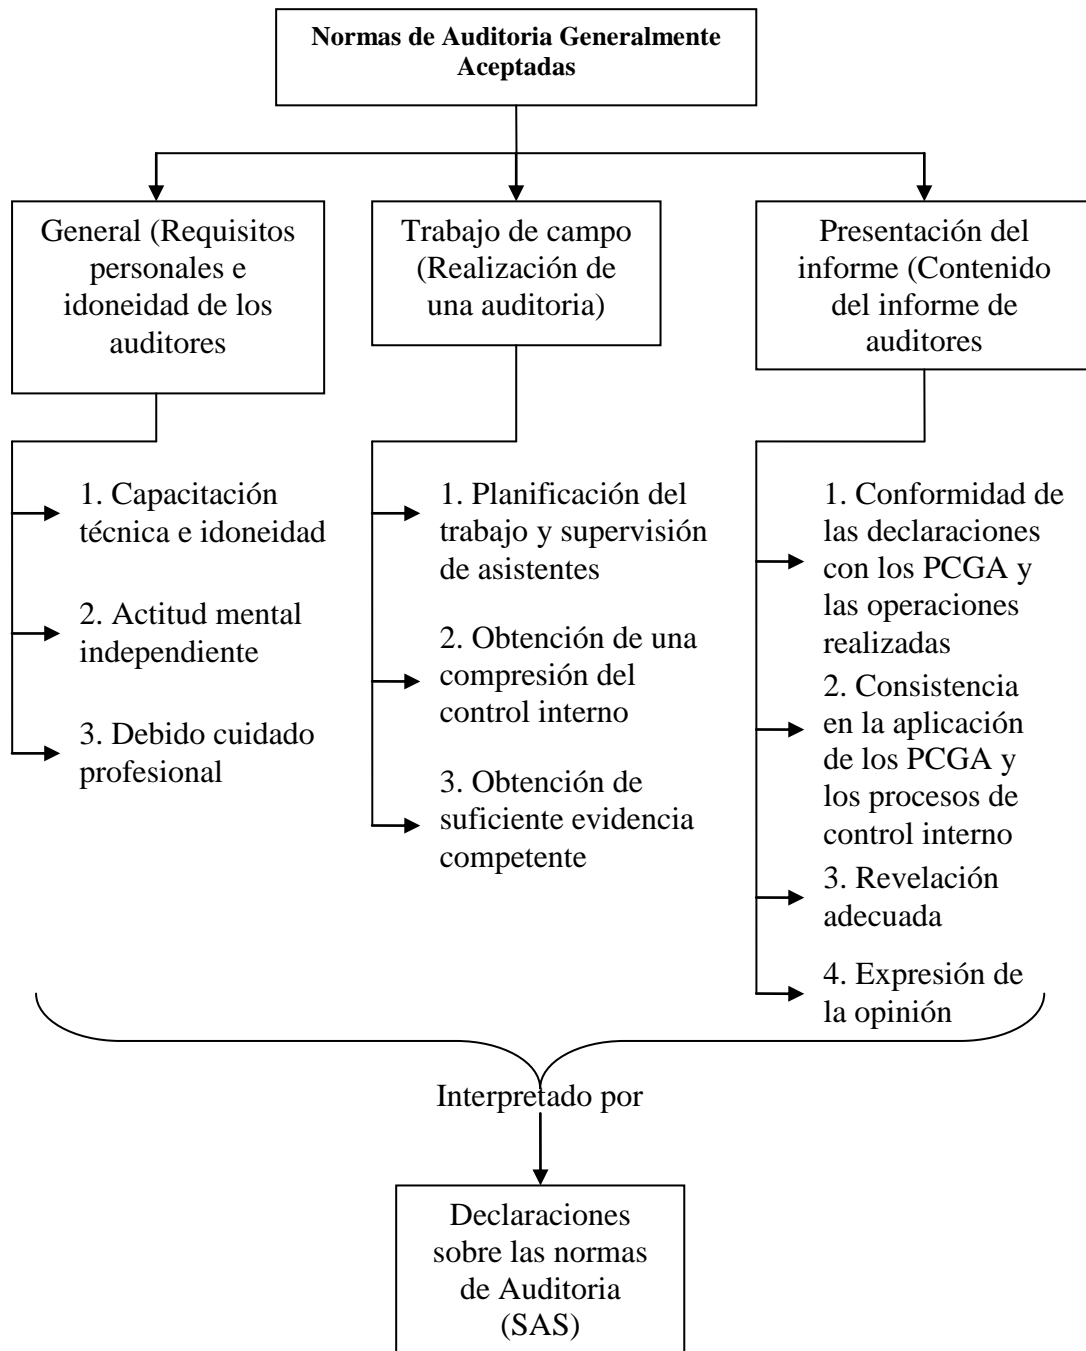 Normas de Auditoria Generalmente
Aceptadas
General (Requisitos
personales e
idoneidad de los
auditores
Trabajo de campo
(Realización de
una auditoria)
Presentación del
informe (Contenido
del informe de
auditores
1. Capacitación
técnica e idoneidad
2. Actitud mental
independiente
3. Debido cuidado
profesional
1. Planificación del
trabajo y supervisión
de asistentes
2. Obtención de una
compresión del
control interno
3. Obtención de
suficiente evidencia
competente
1. Conformidad de
las declaraciones
con los PCGA y
las operaciones
realizadas
2. Consistencia
en la aplicación
de los PCGA y
los procesos de
control interno
3. Revelación
adecuada
4. Expresión de
la opinión
Interpretado por
Declaraciones
sobre las normas
de Auditoria
(SAS)